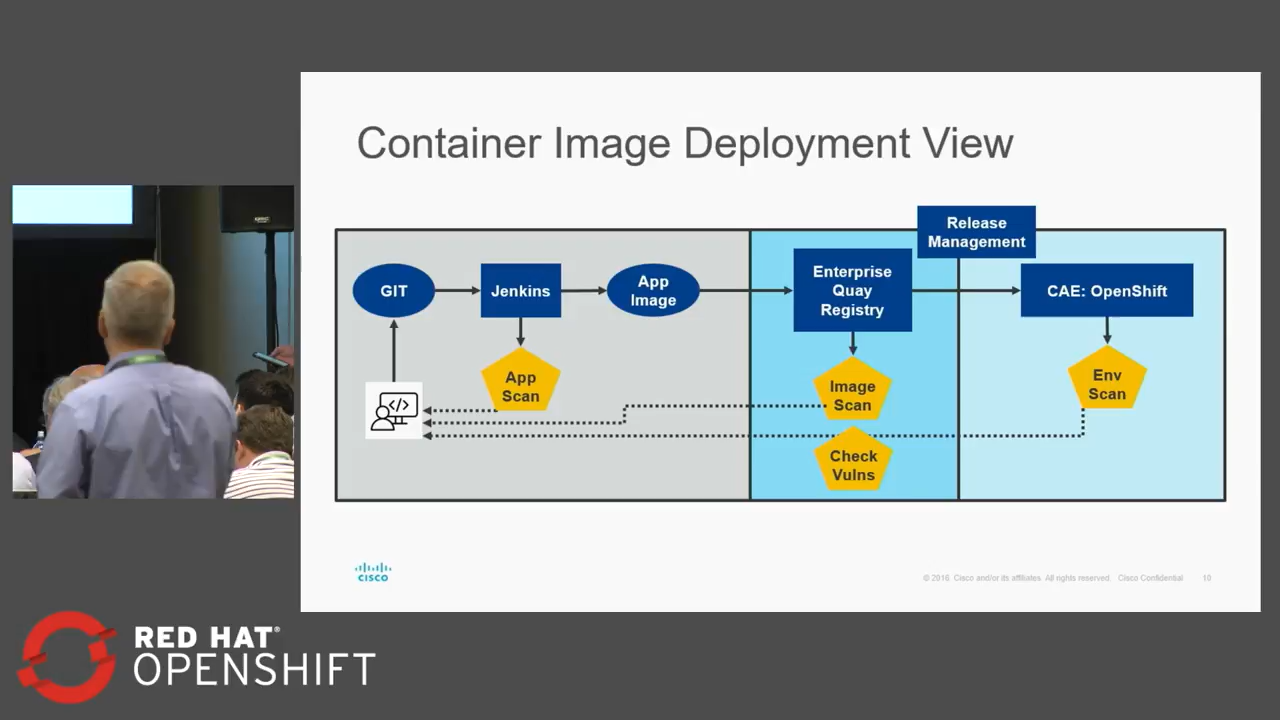 Container Image Deployment View
Release
Management
GIT
Jenkins
App
Image
Enterprise
Quay
Registry
CAE: OpenShift
App
Scan
Image
Scan
Env
Scan
</>
Check
Vulns
CISCO
© 2016 Cisco and/or its affiliates. All rights reserved. Cisco Confidential 10
RED HAT®
OPENSHIFT